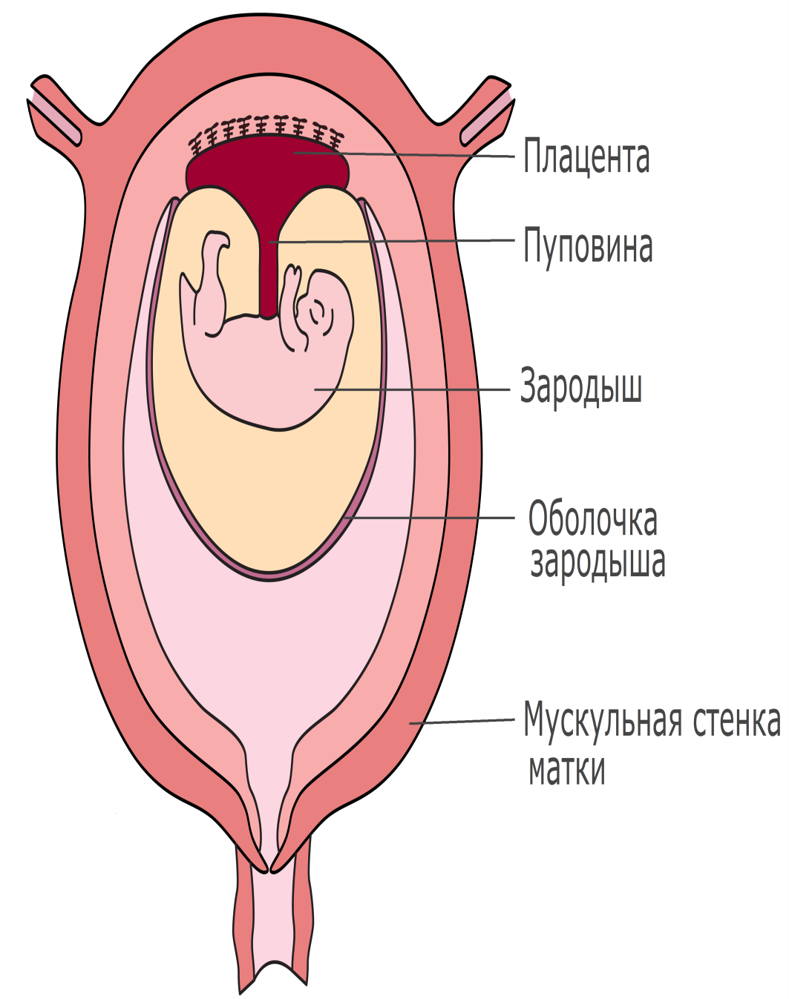 Плацента
Пуповина
Зародыш
Оболочка
зародыша
Мускульная стенка
матки